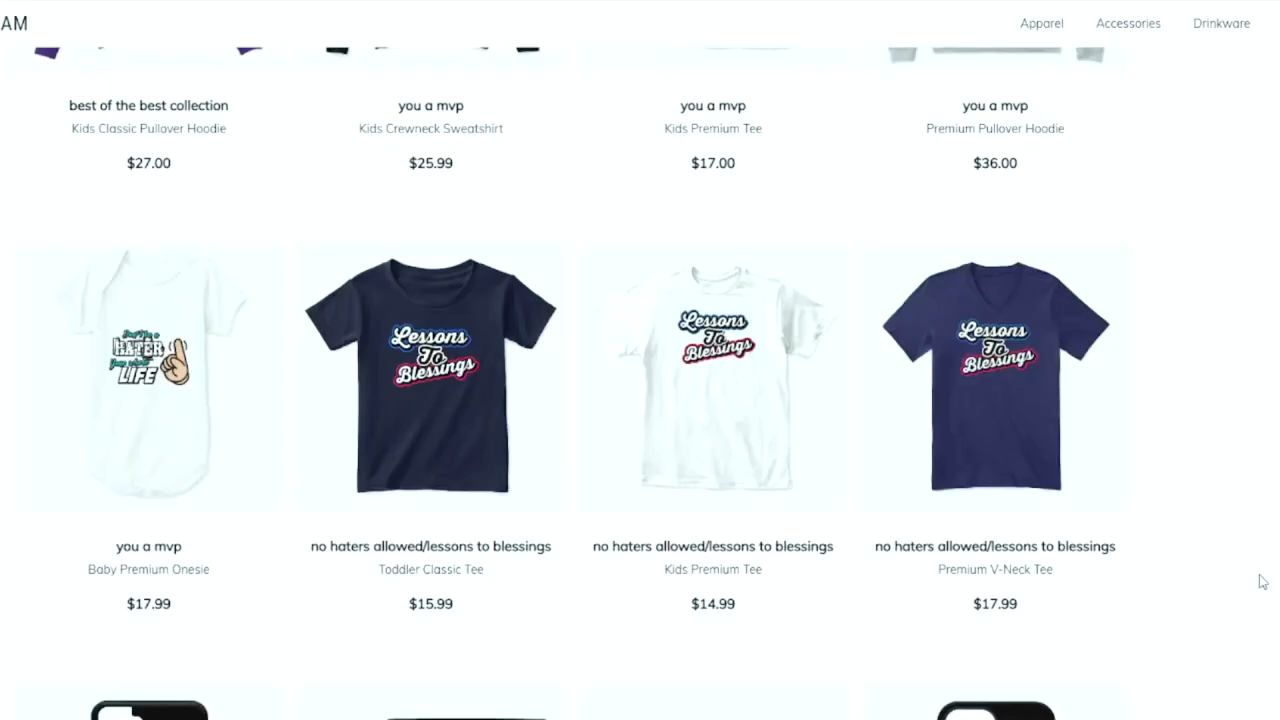 AM
Apparel
Accessories
Drinkware
best of the best collection
Kids Classic Pullover Hoodie
$27.00
you a mvp
Kids Crewneck Sweatshirt
$25.99
you a mvp
Kids Premium Tee
$17.00
you a mvp
Premium Pullover Hoodie
$36.00
HATER
LIFE
you a mvp
Baby Premium Onesie
$17.99
Lessons
To
Blessings
no haters allowed/lessons to blessings
Toddler Classic Tee
$15.99
Lessons
To
Blessings
no haters allowed/lessons to blessings
Kids Premium Tee
$14.99
Lessons
To
Blessings
no haters allowed/lessons to blessings
Premium V-Neck Tee
$17.99